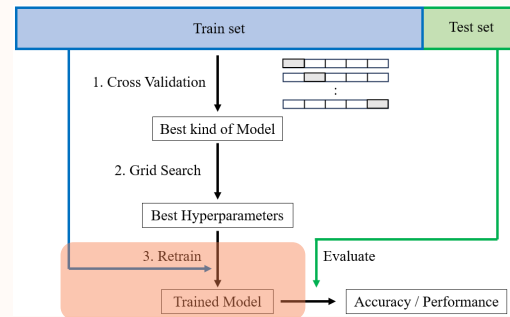 Train set
Test set
1. Cross Validation
:
Best kind of Model
2. Grid Search
Best Hyperparameters
3. Retrain
Evaluate
Trained Model
Accuracy / Performance